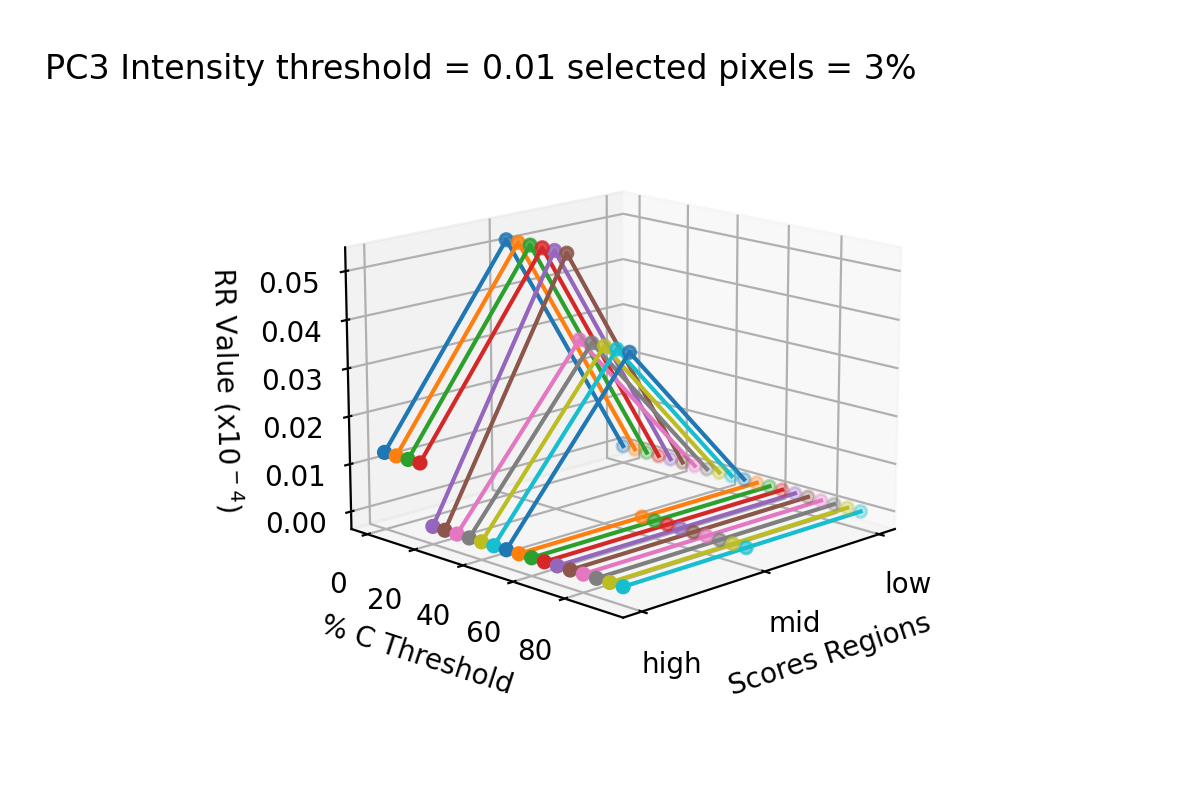 PC3 Intensity threshold = 0.01 selected pixels = 3%
RR Value (x10⁻⁴)
0.05
0.04
0.03
0.02
0.01
0.00
0
20
40
60
80
% C Threshold
high
mid
low
Scores Regions